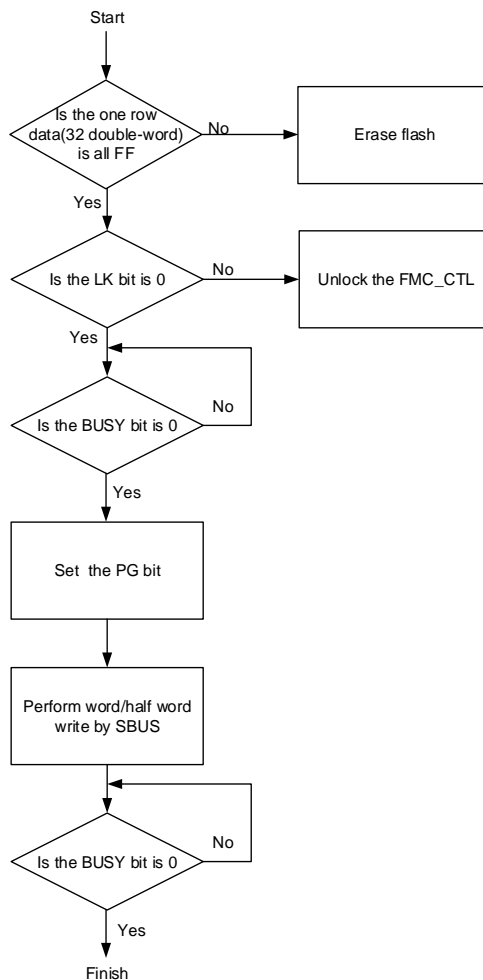 Start
Is the one row
data(32 double-word)
is all FF
No
Erase flash
Yes
Is the LK bit is 0
No
Unlock the FMC_CTL
Yes
Is the BUSY bit is 0
No
Yes
Set the PG bit
Perform word/half word
write by SBUS
Is the BUSY bit is 0
No
Yes
Finish